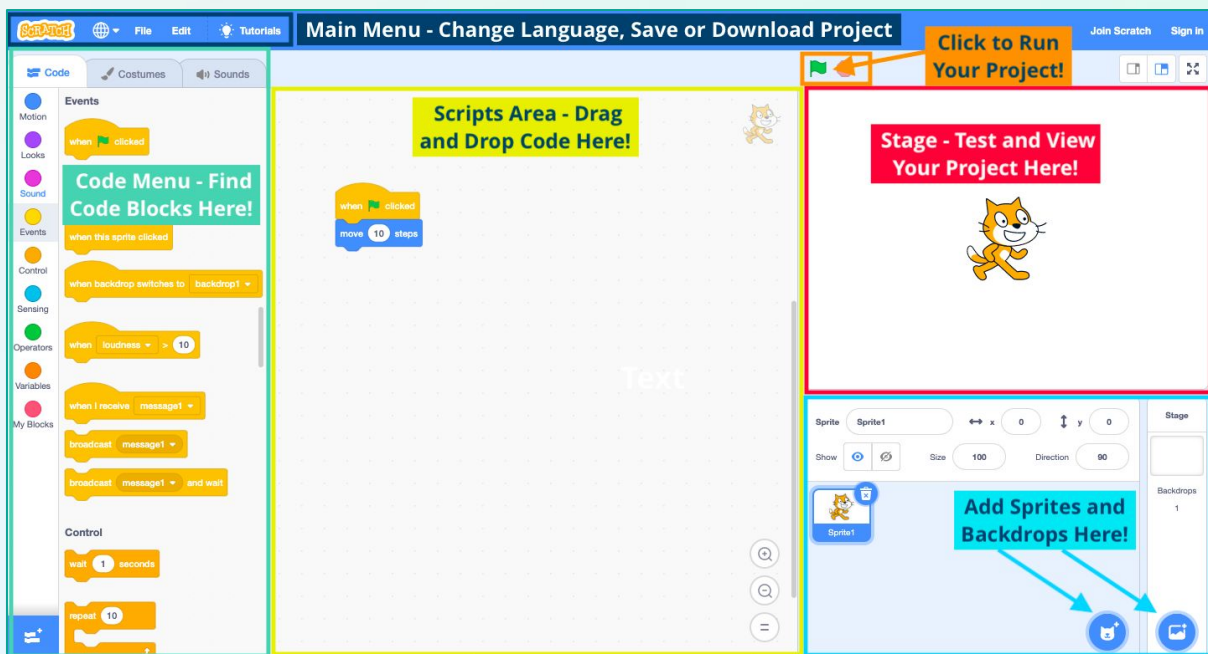 SCRATCH
File
Edit
Tutorials
Main Menu - Change Language, Save or Download Project
Join Scratch
Sign in
Click to Run
Your Project!
Code
Costumes
Sounds
Events
Motion
Looks
Sound
Events
Control
Sensing
Operators
Variables
My Blocks
when clicked
Code Menu - Find
Code Blocks Here!
when this sprite clicked
when backdrop switches to backdrop1
when loudness > 10
when I receive message1
broadcast message1
broadcast message1 and wait
Control
wait 1 seconds
repeat 10
Scripts Area - Drag
and Drop Code Here!
when clicked
move 10 steps
Text
Stage - Test and View
Your Project Here!
Sprite Sprite1 x 0 y 0
Show Size 100 Direction 90
Sprite1
Stage
Backdrops
1
Add Sprites and
Backdrops Here!